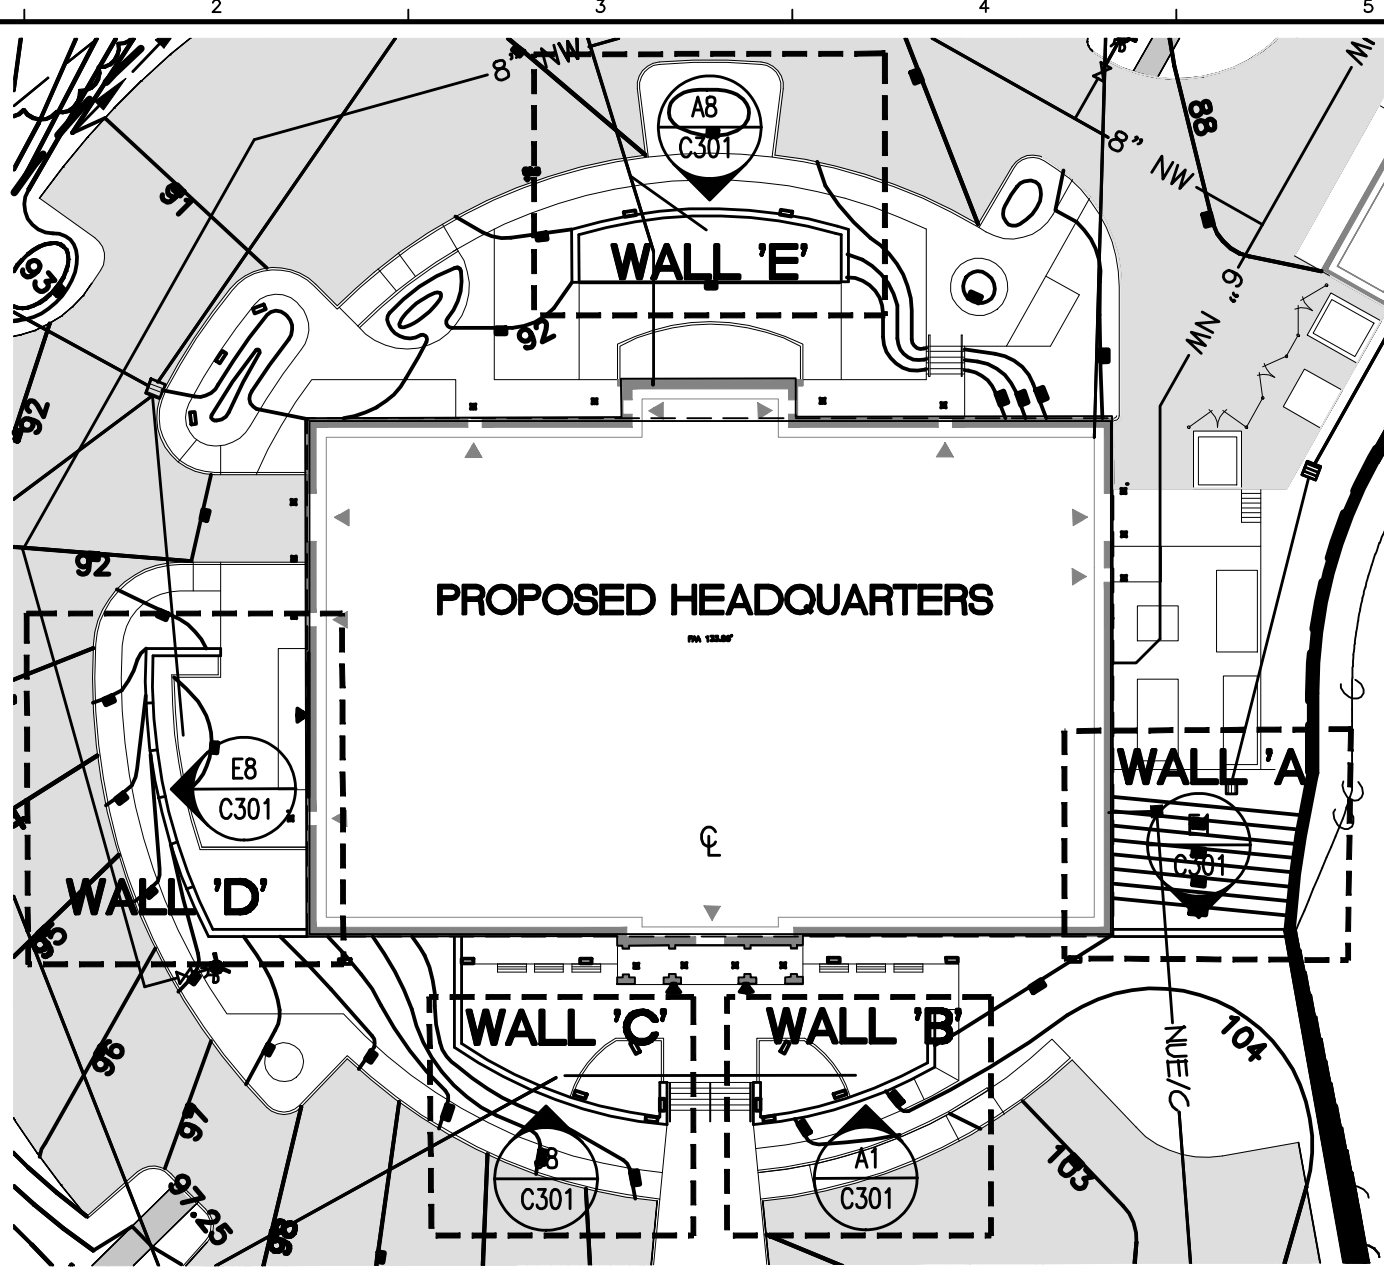 2 3 4 5
8" NW
A8
C301
88
8"
NW
NW
91
WALL 'E'
93
6"
NW
92
92
92
PROPOSED HEADQUARTERS
E8
C301
WALL 'A'
C301
℄
WALL 'D'
95
WALL 'C'
WALL 'B'
104
NUE/C
96
97
A1
C301
C301
103
97.25
98